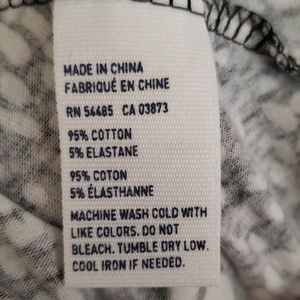 MADE IN CHINA
FABRIQUÉ EN CHINE
RN 54485 CA 03873
95% COTTON
5% ELASTANE
95% COTON
5% ÉLASTHANNE
MACHINE WASH COLD WITH
LIKE COLORS. DO NOT
BLEACH. TUMBLE DRY LOW.
COOL IRON IF NEEDED.